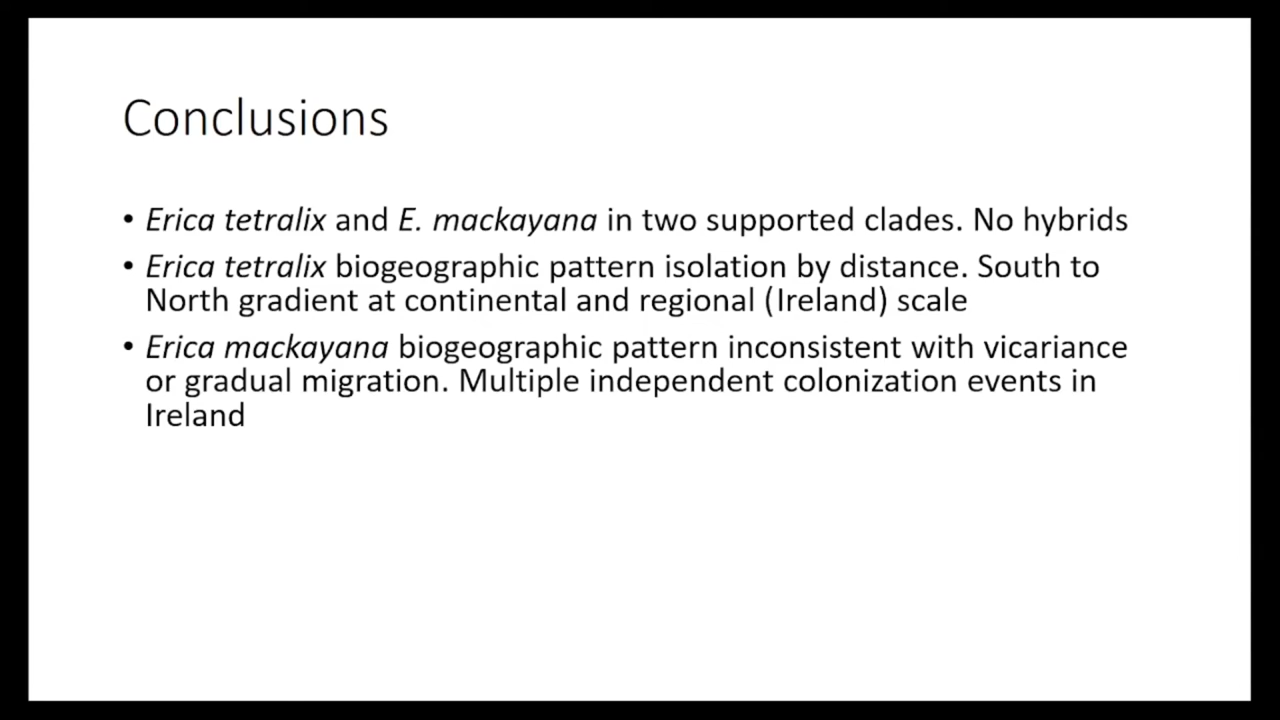 Conclusions
• Erica tetralix and E. mackayana in two supported clades. No hybrids
• Erica tetralix biogeographic pattern isolation by distance. South to
North gradient at continental and regional (Ireland) scale
• Erica mackayana biogeographic pattern inconsistent with vicariance
or gradual migration. Multiple independent colonization events in
Ireland